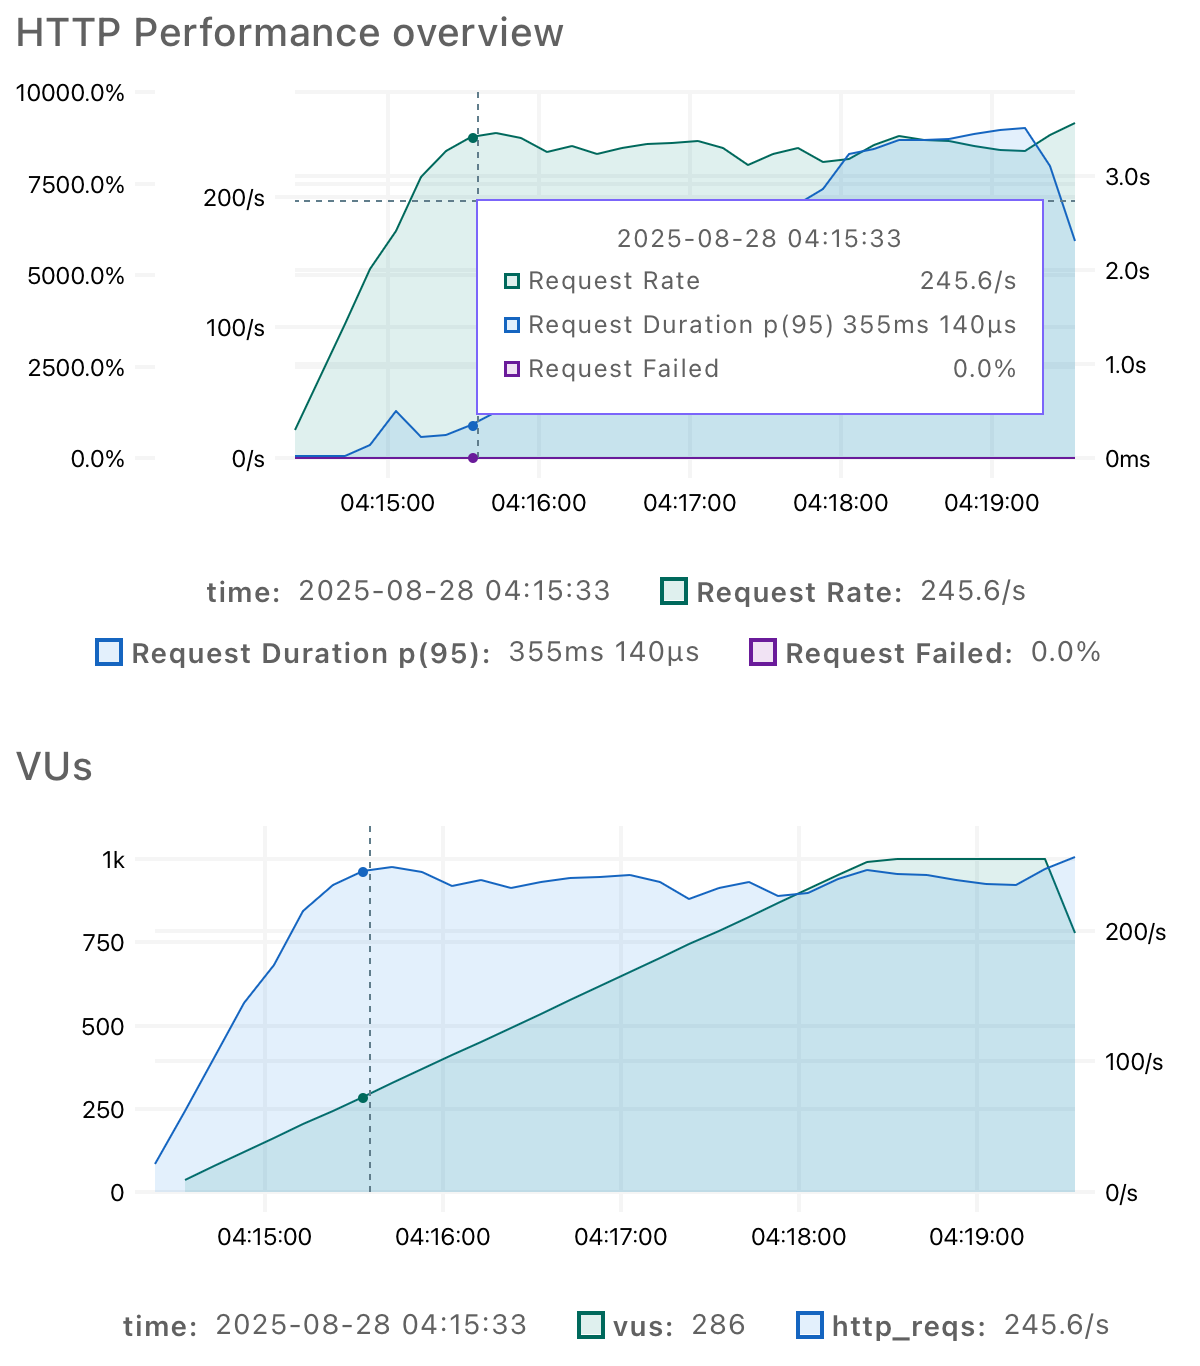 HTTP Performance overview
10000.0%
7500.0%
5000.0%
2500.0%
0.0%
200/s
100/s
0/s
3.0s
2.0s
1.0s
0ms
2025-08-28 04:15:33
Request Rate 245.6/s
Request Duration p(95) 355ms 140µs
Request Failed 0.0%
04:15:00 04:16:00 04:17:00 04:18:00 04:19:00
time: 2025-08-28 04:15:33 Request Rate: 245.6/s
Request Duration p(95): 355ms 140µs Request Failed: 0.0%
VUs
1k
750
500
250
0
200/s
100/s
0/s
04:15:00 04:16:00 04:17:00 04:18:00 04:19:00
time: 2025-08-28 04:15:33 vus: 286 http_reqs: 245.6/s